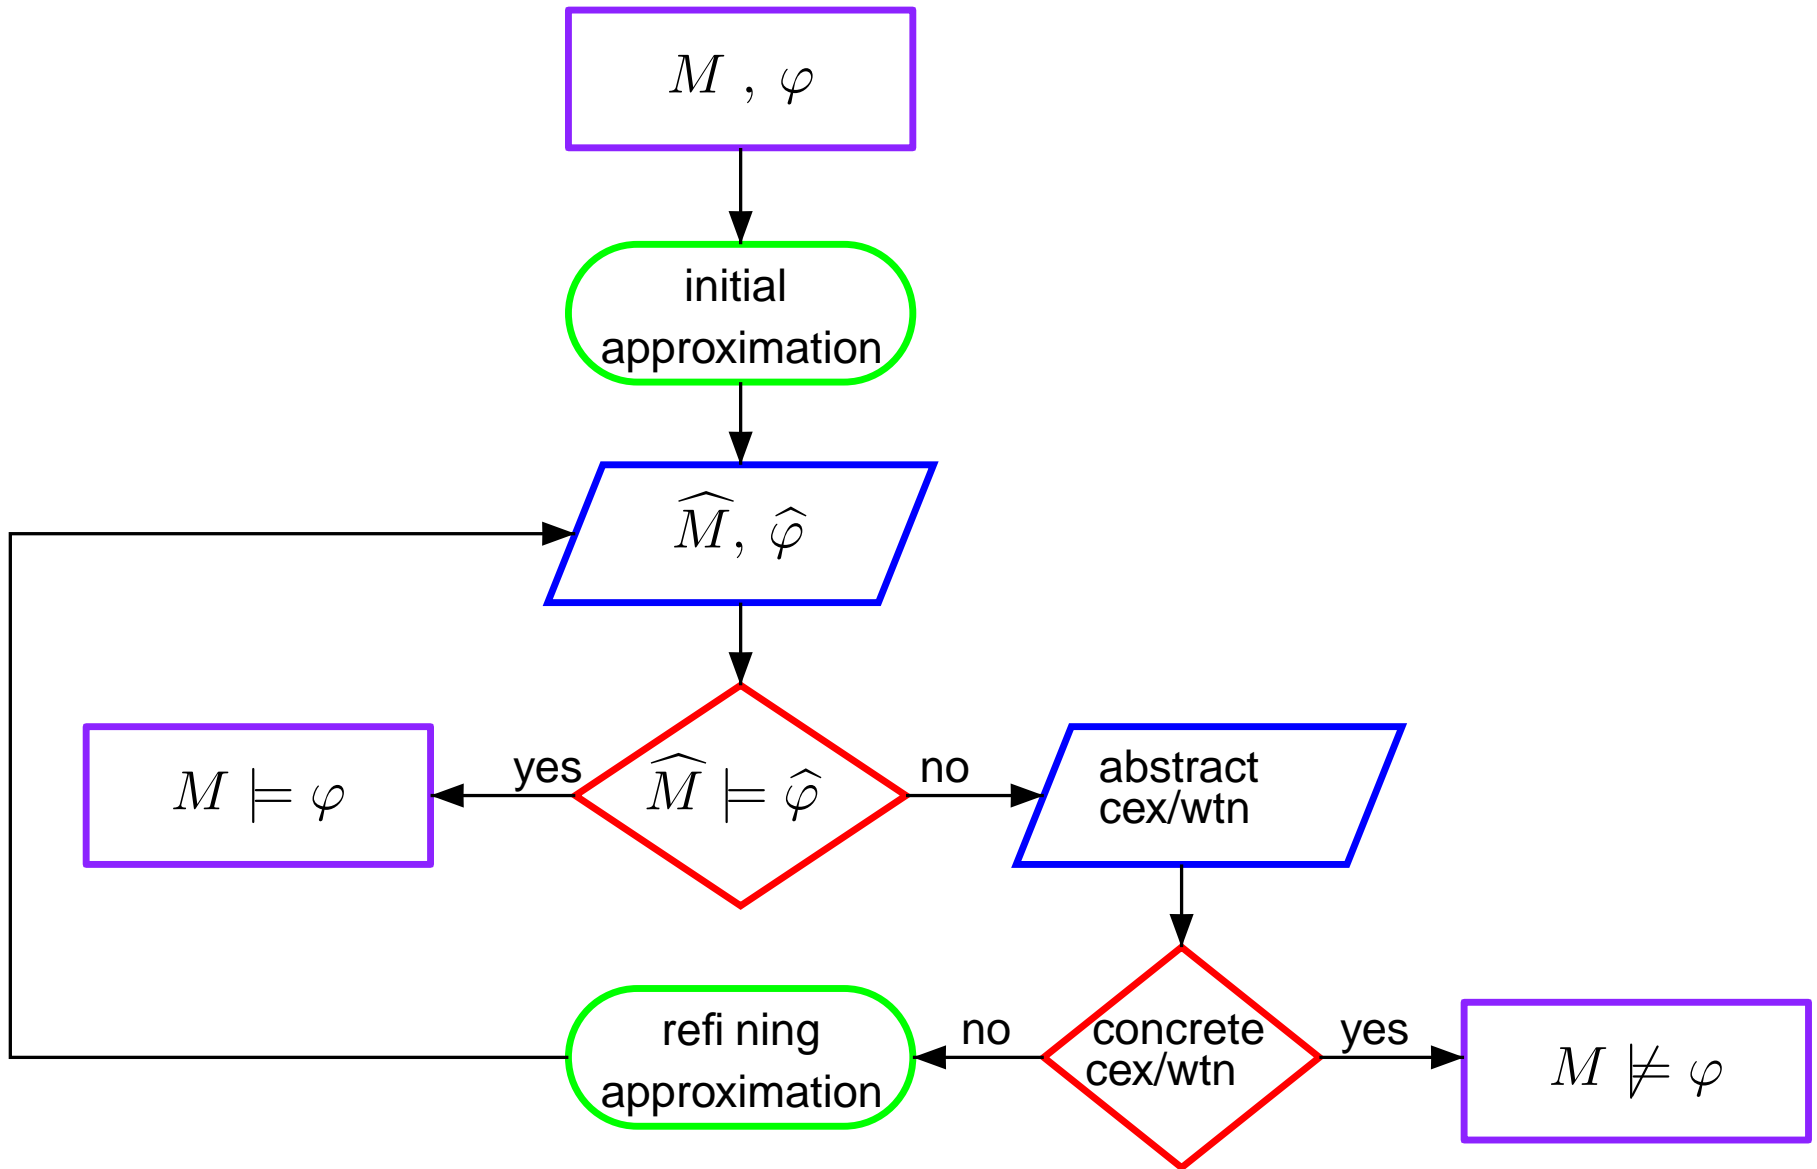 M , φ
initial
approximation
M̂, φ̂
yes
M̂ ⊨ φ̂
no
M ⊨ φ
abstract
cex/wtn
refi ning
approximation
no
concrete
cex/wtn
yes
M ⊭ φ